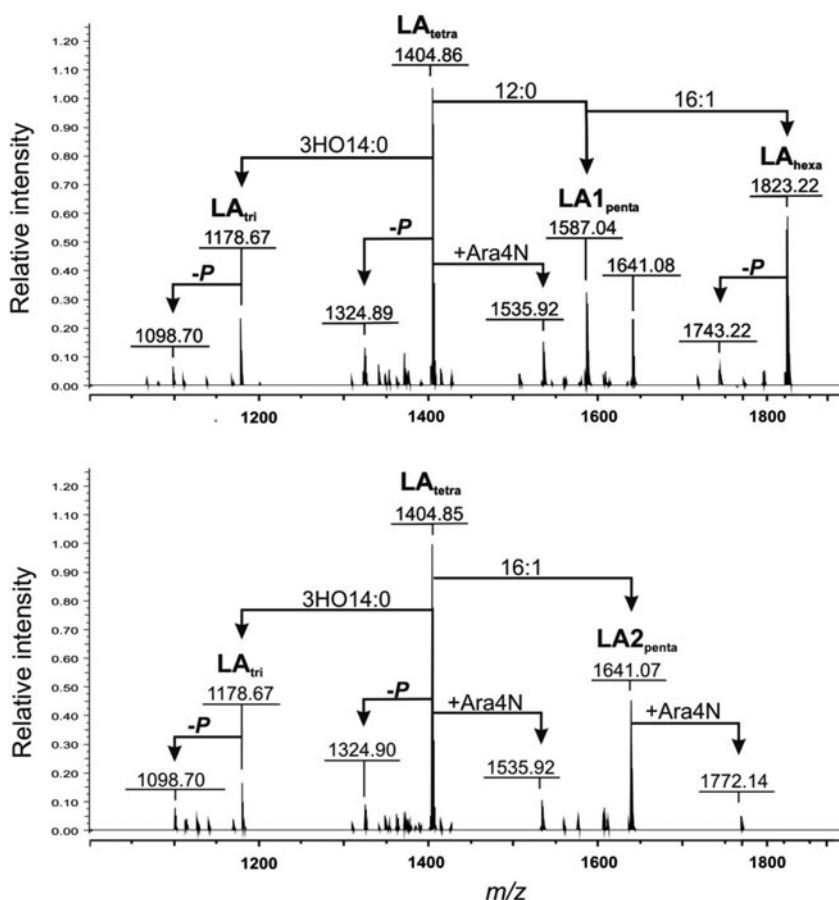 LAtetra
1404.86
12:0
16:1
3HO14:0
LAhexa
1823.22
LAtri
1178.67
LA1penta
1587.04
-P
+Ara4N
1641.08
-P
-P
1324.89
1535.92
1743.22
1098.70
Relative intensity
1.20
1.10
1.00
0.90
0.80
0.70
0.60
0.50
0.40
0.30
0.20
0.10
0.00
1200
1400
1600
1800
LAtetra
1404.85
16:1
3HO14:0
LA2penta
1641.07
LAtri
1178.67
-P
+Ara4N
+Ara4N
-P
1324.90
1535.92
1772.14
1098.70
Relative intensity
1.20
1.10
1.00
0.90
0.80
0.70
0.60
0.50
0.40
0.30
0.20
0.10
0.00
1200
1400
1600
1800
m/z